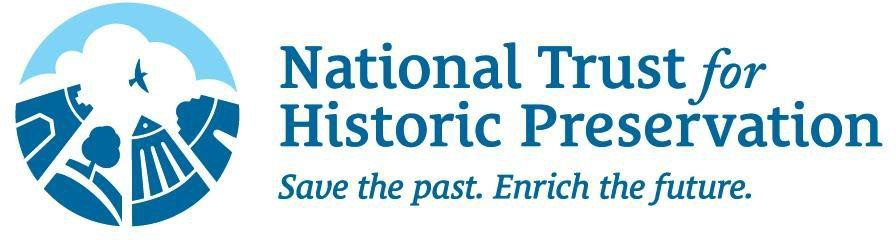 National Trust for
Historic Preservation
Save the past. Enrich the future.